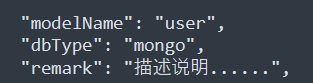 "modelName": "user",
"dbType": "mongo",
"remark": "描述说明......",